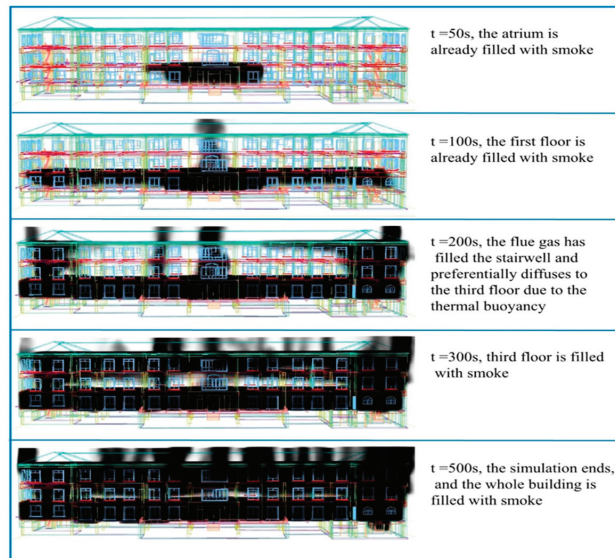 t =50s, the atrium is
already filled with smoke
t =100s, the first floor is
already filled with smoke
t =200s, the flue gas has
filled the stairwell and
preferentially diffuses to
the third floor due to the
thermal buoyancy
t =300s, third floor is filled
with smoke
t =500s, the simulation ends,
and the whole building is
filled with smoke